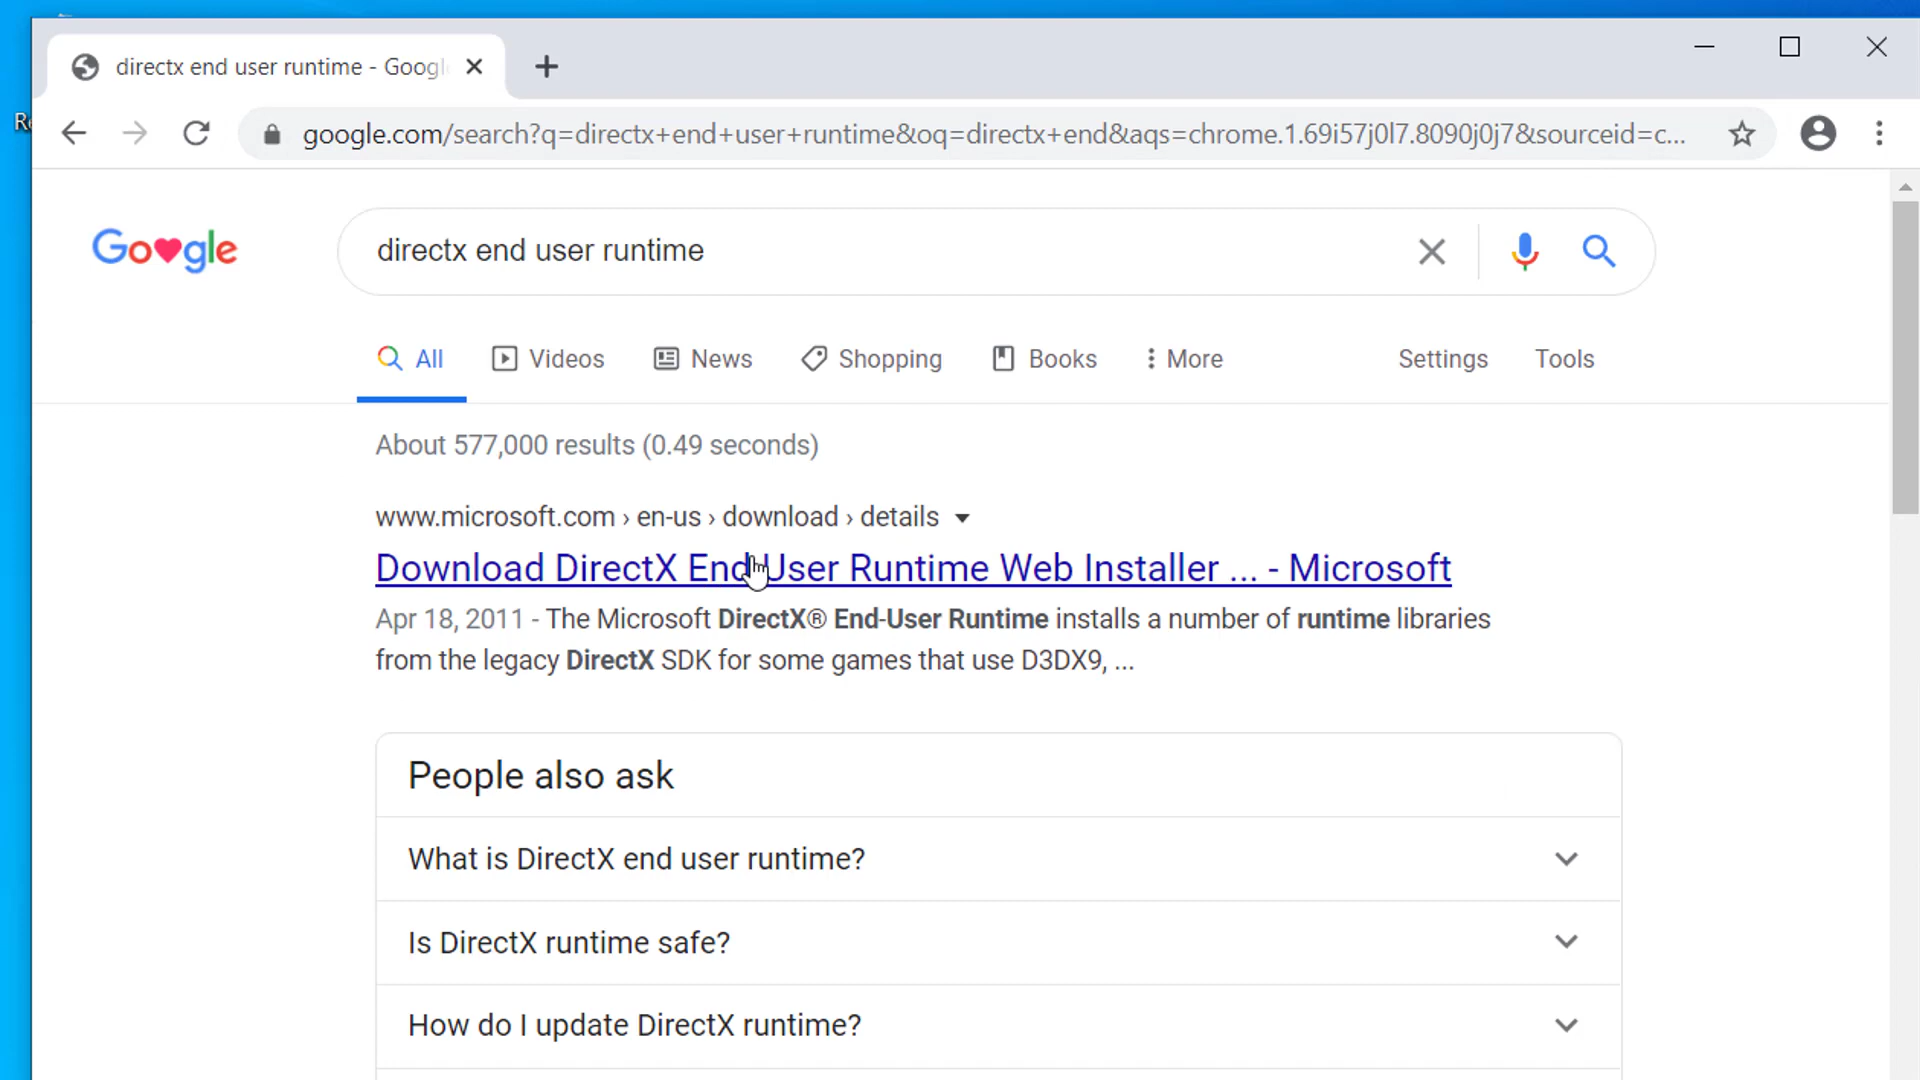 Re
directx end user runtime - Googl
google.com/search?q=directx+end+user+runtime&oq=directx+end&aqs=chrome.1.69i57j0l7.8090j0j7&sourceid=c...
Google
directx end user runtime
All Videos News Shopping Books More Settings Tools
About 577,000 results (0.49 seconds)
www.microsoft.com › en-us › download › details
Download DirectX End-User Runtime Web Installer ... - Microsoft
Apr 18, 2011 - The Microsoft DirectX® End-User Runtime installs a number of runtime libraries
from the legacy DirectX SDK for some games that use D3DX9, ...
People also ask
What is DirectX end user runtime?
Is DirectX runtime safe?
How do I update DirectX runtime?